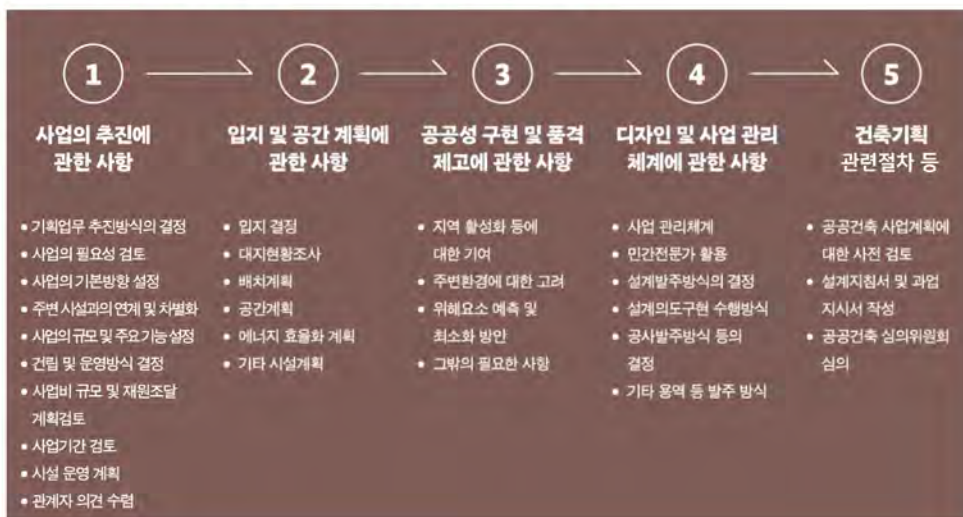 1
사업의 추진에
관한 사항
• 기획업무 추진방식의 결정
• 사업의 필요성 검토
• 사업의 기본방향 설정
• 주변 시설과의 연계 및 차별화
• 사업의 규모 및 주요 기능 설정
• 건립 및 운영방식 결정
• 사업비 규모 및 재원조달
계획검토
• 사업기간 검토
• 시설 운영 계획
• 관계자 의견 수렴
2
입지 및 공간 계획에
관한 사항
• 입지 결정
• 대지현황조사
• 배치계획
• 공간계획
• 에너지 효율화 계획
• 기타 시설계획
3
공공성 구현 및 품격
제고에 관한 사항
• 지역 활성화 등에
대한 기여
• 주변환경에 대한 고려
• 위해요소 예측 및
최소화 방안
• 그밖의 필요한 사항
4
디자인 및 사업 관리
체계에 관한 사항
• 사업 관리체계
• 민간전문가 활용
• 설계발주방식의 결정
• 설계의도구현 수행방식
• 공사발주방식 등의
결정
• 기타 용역 등 발주 방식
5
건축기획
관련절차 등
• 공공건축 사업계획에
대한 사전 검토
• 설계지침서 및 과업
지시서 작성
• 공공건축 심의위원회
심의